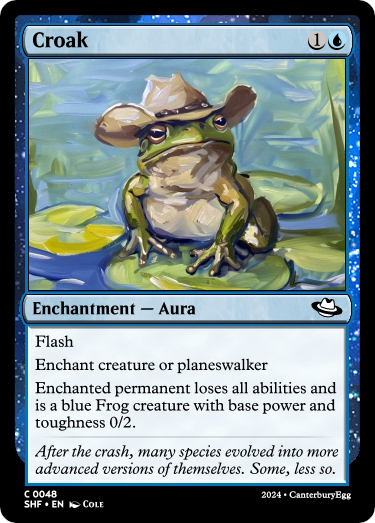 Croak 1
Enchantment — Aura
Flash
Enchant creature or planeswalker
Enchanted permanent loses all abilities and
is a blue Frog creature with base power and
toughness 0/2.
After the crash, many species evolved into more
advanced versions of themselves. Some, less so.
C 0048
SHF • EN Cole 2024 • CanterburyEgg